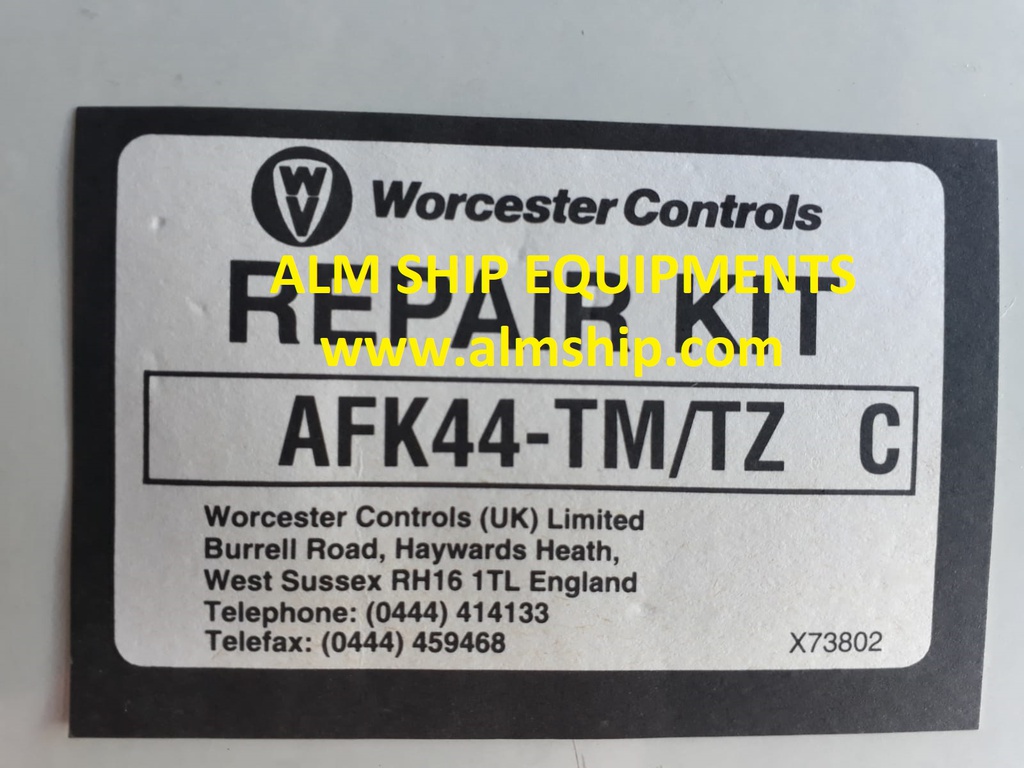 W
V
Worcester Controls
ALM SHIP EQUIPMENTS
REPAIR KIT
www.almship.com
AFK44-TM/TZ C
Worcester Controls (UK) Limited
Burrell Road, Haywards Heath,
West Sussex RH16 1TL England
Telephone: (0444) 414133
Telefax: (0444) 459468
X73802